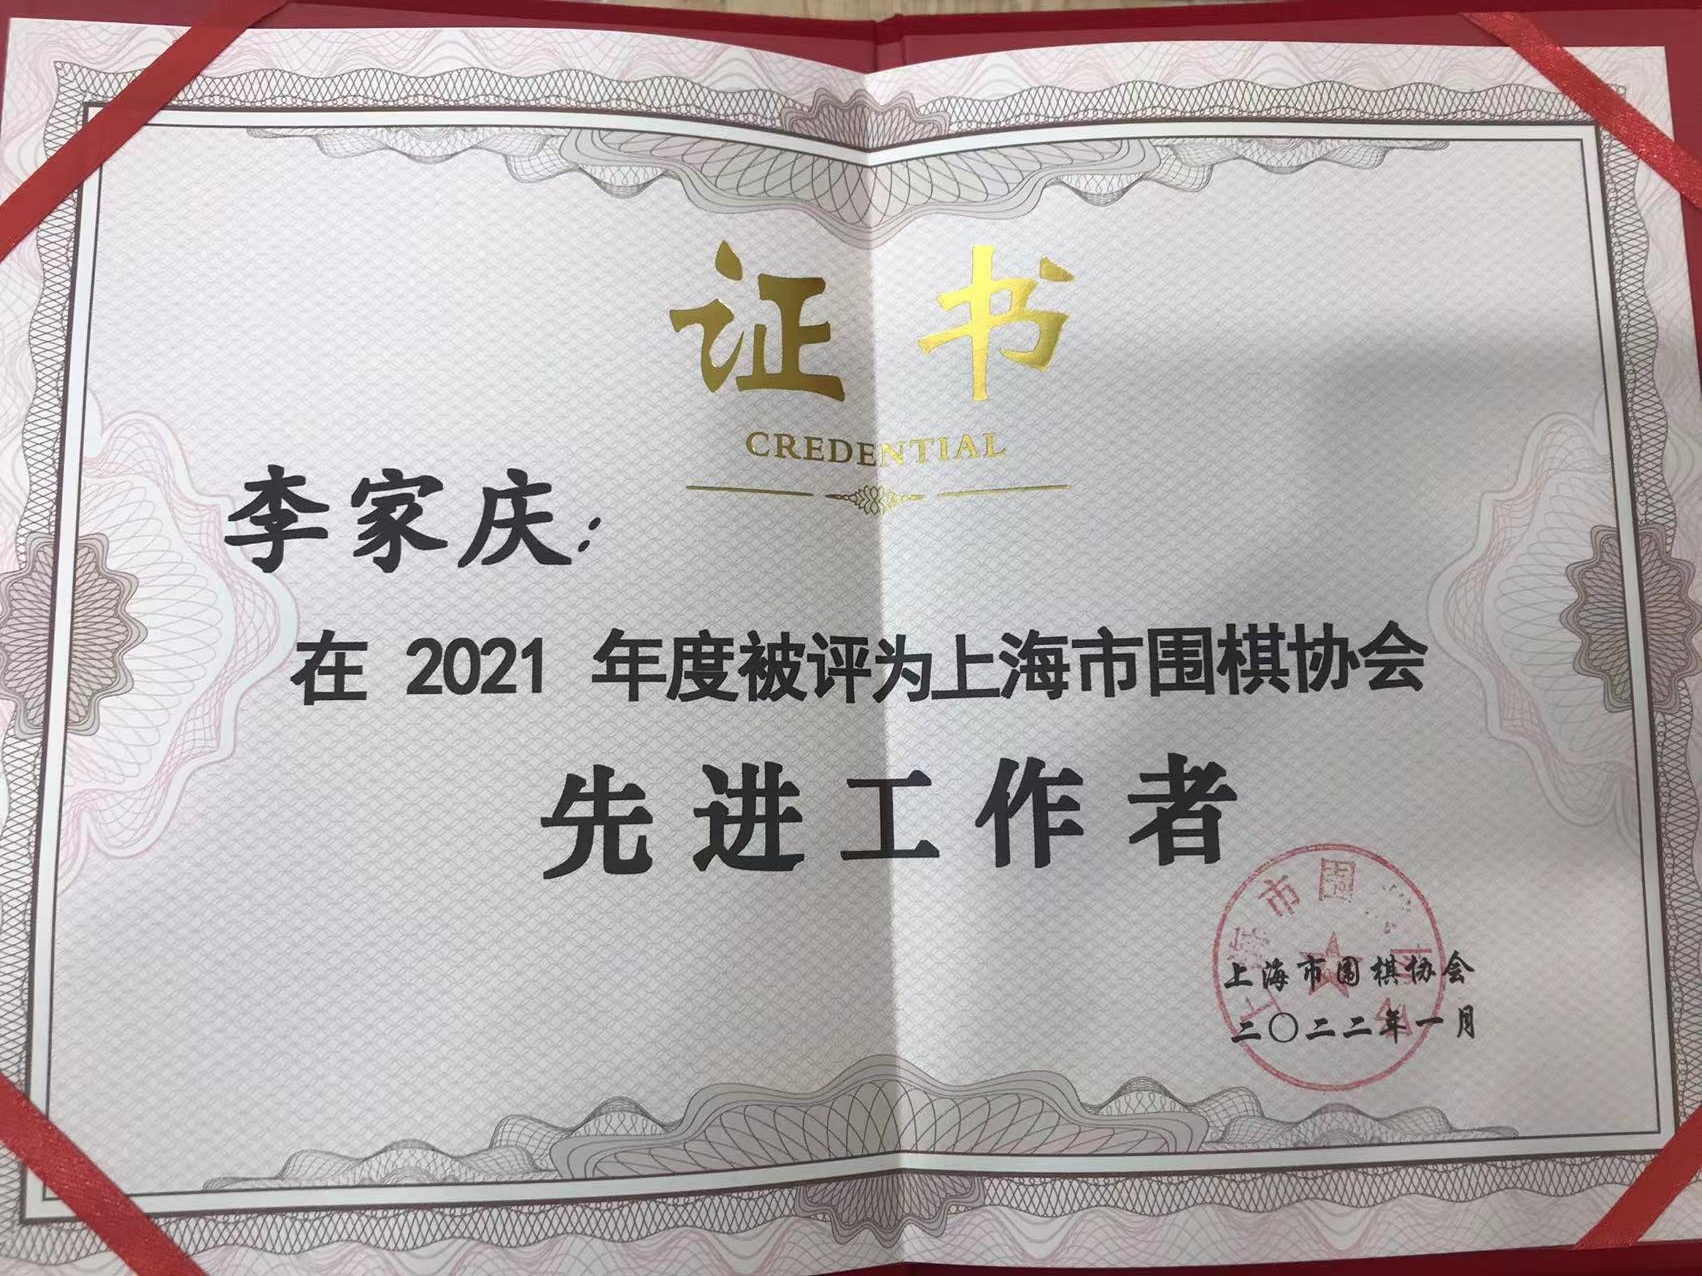 证书
CREDENTIAL
李家庆：
在 2021 年度被评为上海市围棋协会
先进工作者
上海市围棋协会
二〇二二年一月